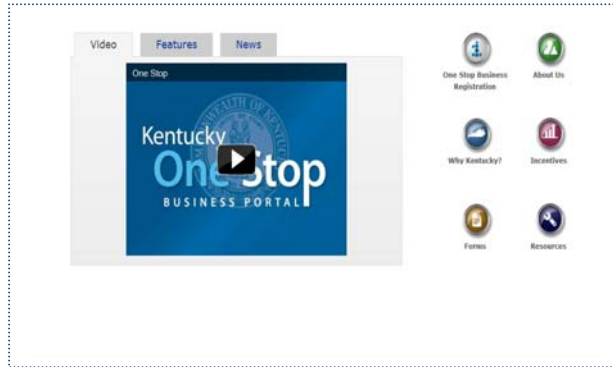 Video Features News
One Stop
Kentucky
One Stop
BUSINESS PORTAL
One Stop Business
Registration
About Us
Why Kentucky?
Incentives
Forms
Resources